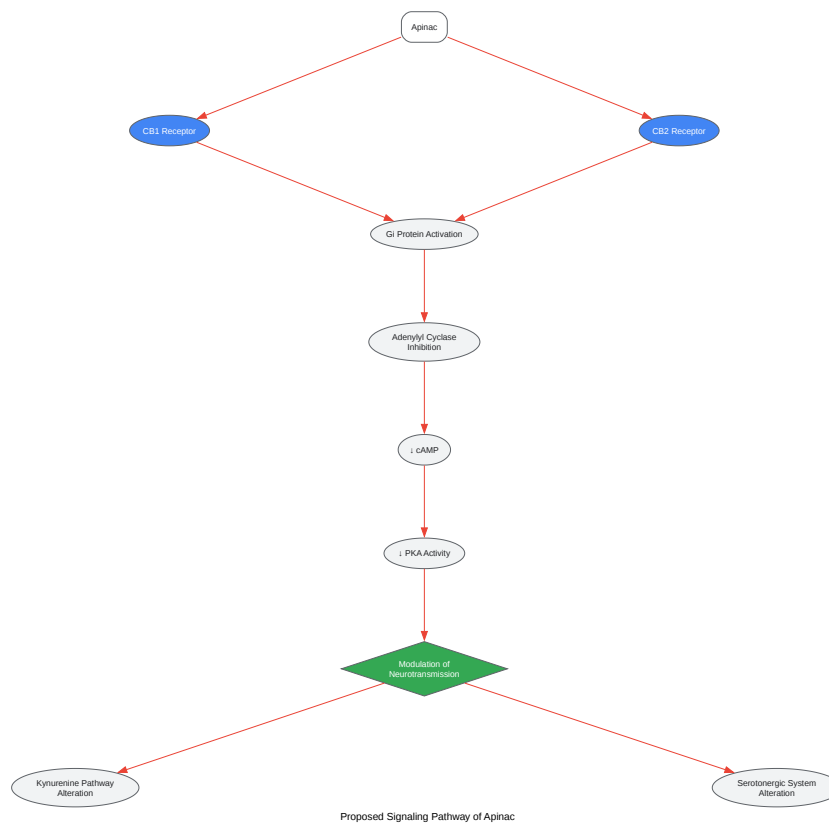 Apinac
CB1 Receptor
CB2 Receptor
Gi Protein Activation
Adenylyl Cyclase
Inhibition
↓ cAMP
↓ PKA Activity
Modulation of
Neurotransmission
Kynurenine Pathway
Alteration
Serotonergic System
Alteration
Proposed Signaling Pathway of Apinac